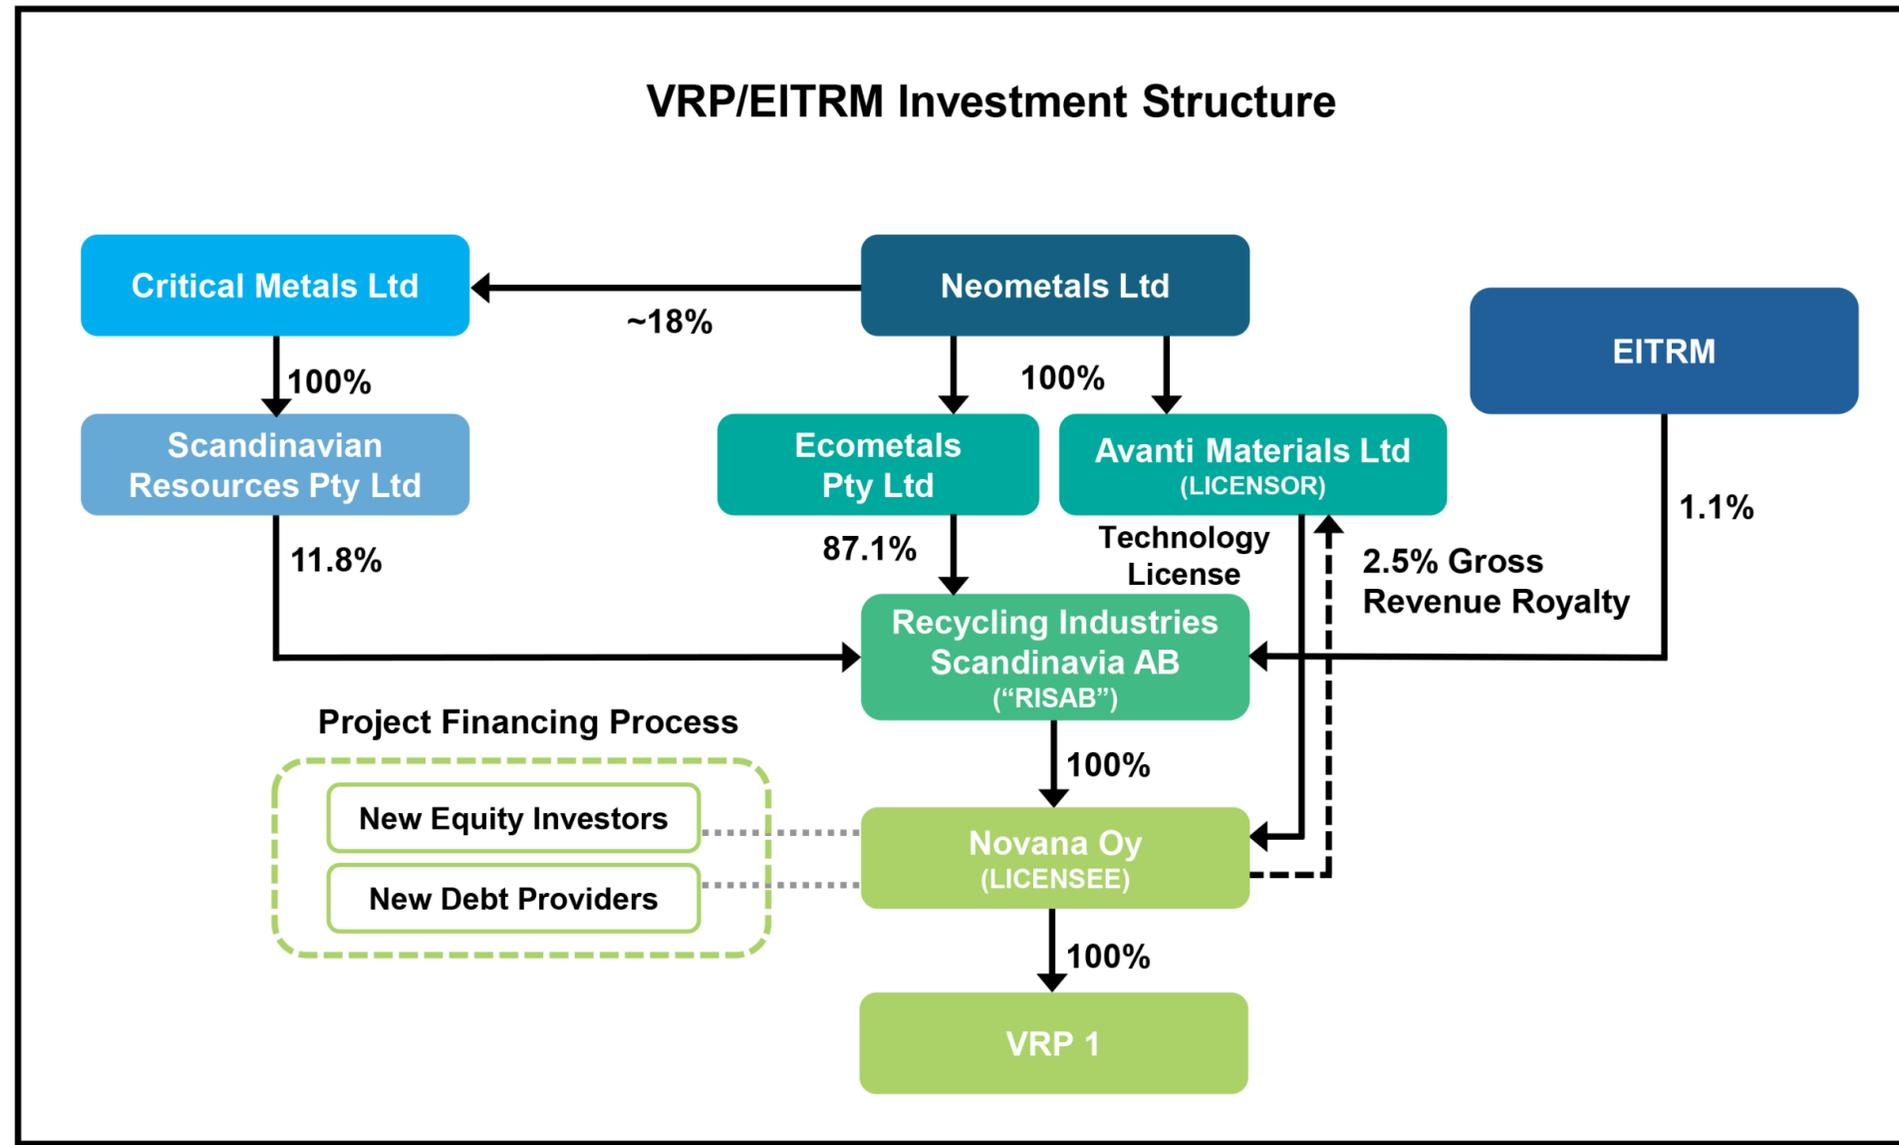 VRP/EITRM Investment Structure
Critical Metals Ltd
Neometals Ltd
~18%
EITRM
100%
100%
Scandinavian
Resources Pty Ltd
Ecometals
Pty Ltd
Avanti Materials Ltd
(LICENSOR)
1.1%
11.8%
87.1%
Technology
License
2.5% Gross
Revenue Royalty
Recycling Industries
Scandinavia AB
(“RISAB”)
Project Financing Process
100%
New Equity Investors
New Debt Providers
Novana Oy
(LICENSEE)
100%
VRP 1